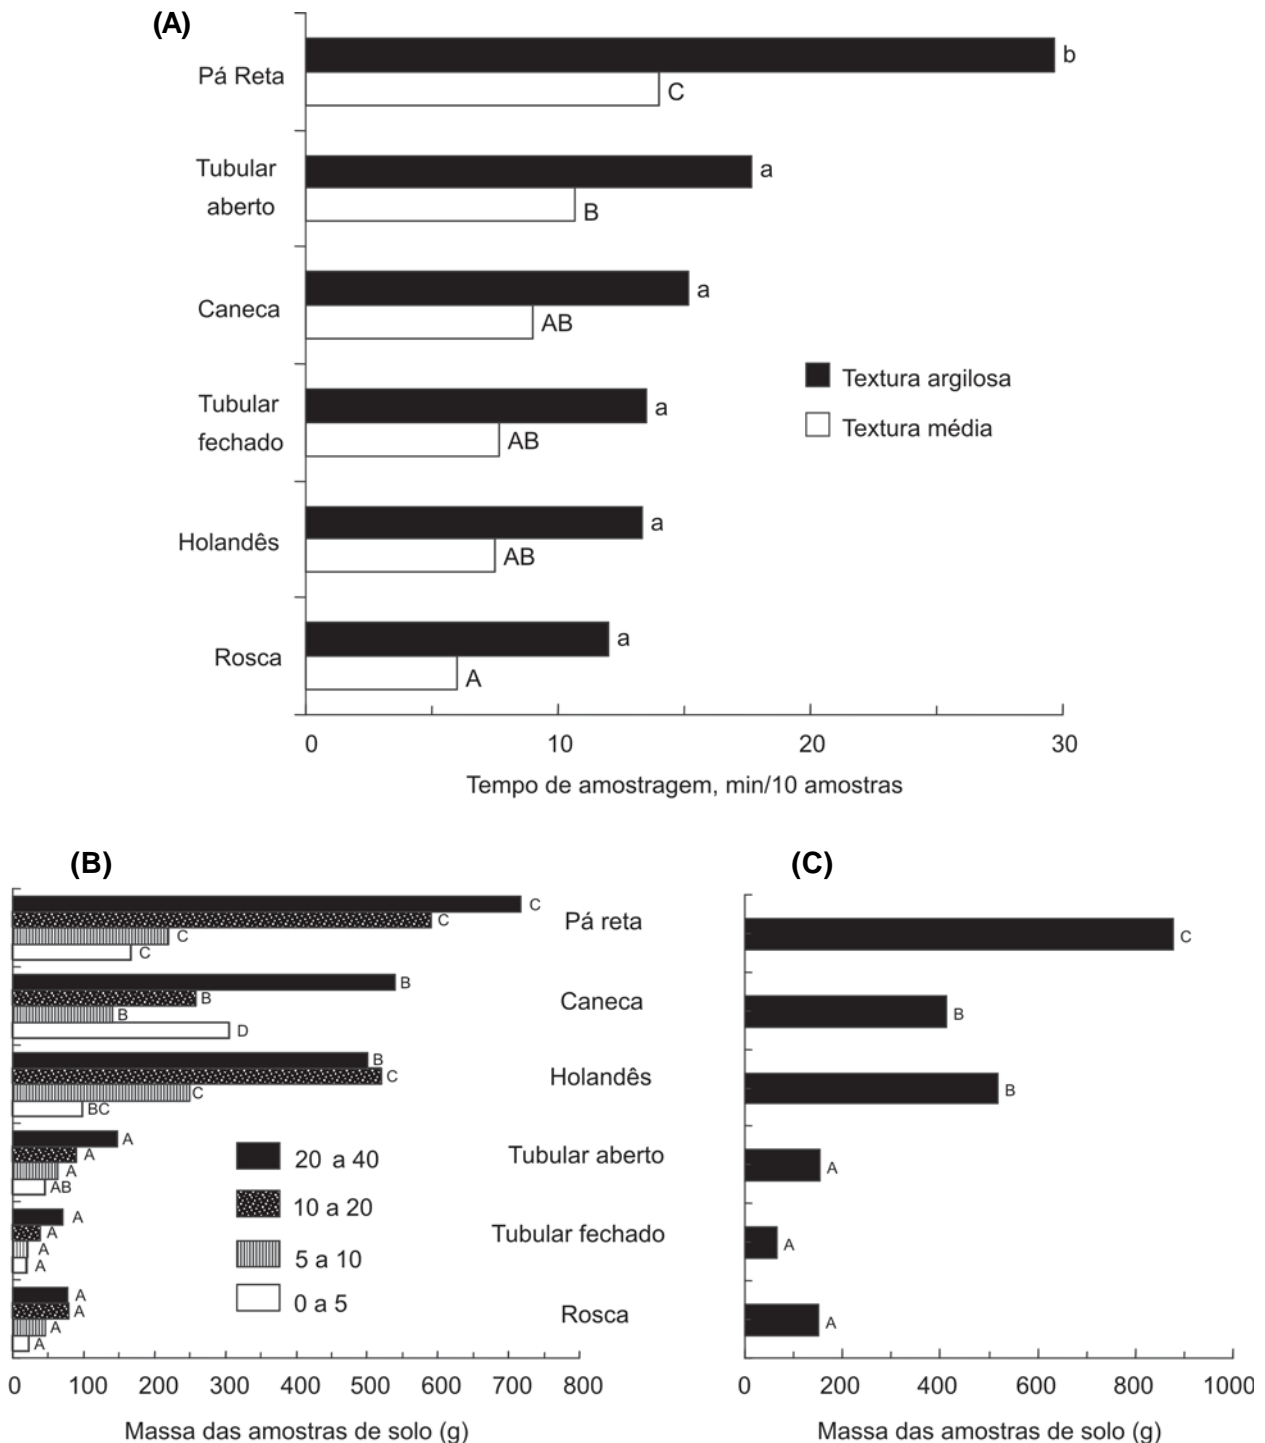 (A)
Pá Reta
b
C
Tubular
aberto
a
B
Caneca
a
AB
Tubular
fechado
a
AB
Textura argilosa
Textura média
Holandês
a
AB
Rosca
a
A
0 10 20 30
Tempo de amostragem, min/10 amostras
(B)
C
C
C
C
Pá reta
B
B
B
D
Caneca
B
C
C
BC
Holandês
A
A
A
AB
Tubular aberto
A
A
A
A
Tubular fechado
A
A
A
A
Rosca
20 a 40
10 a 20
5 a 10
0 a 5
0 100 200 300 400 500 600 700 800
Massa das amostras de solo (g)
(C)
C
B
B
A
A
A
0 200 400 600 800 1000
Massa das amostras de solo (g)